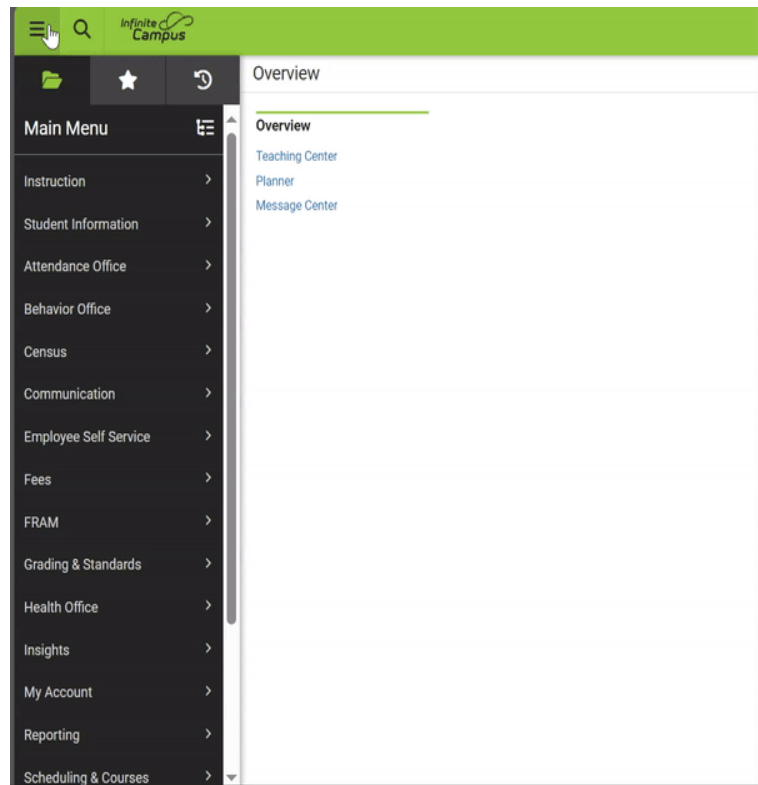 Infinite
Campus
Overview
Main Menu
Overview
Teaching Center
Planner
Message Center
Instruction
Student Information
Attendance Office
Behavior Office
Census
Communication
Employee Self Service
Fees
FRAM
Grading & Standards
Health Office
Insights
My Account
Reporting
Scheduling & Courses